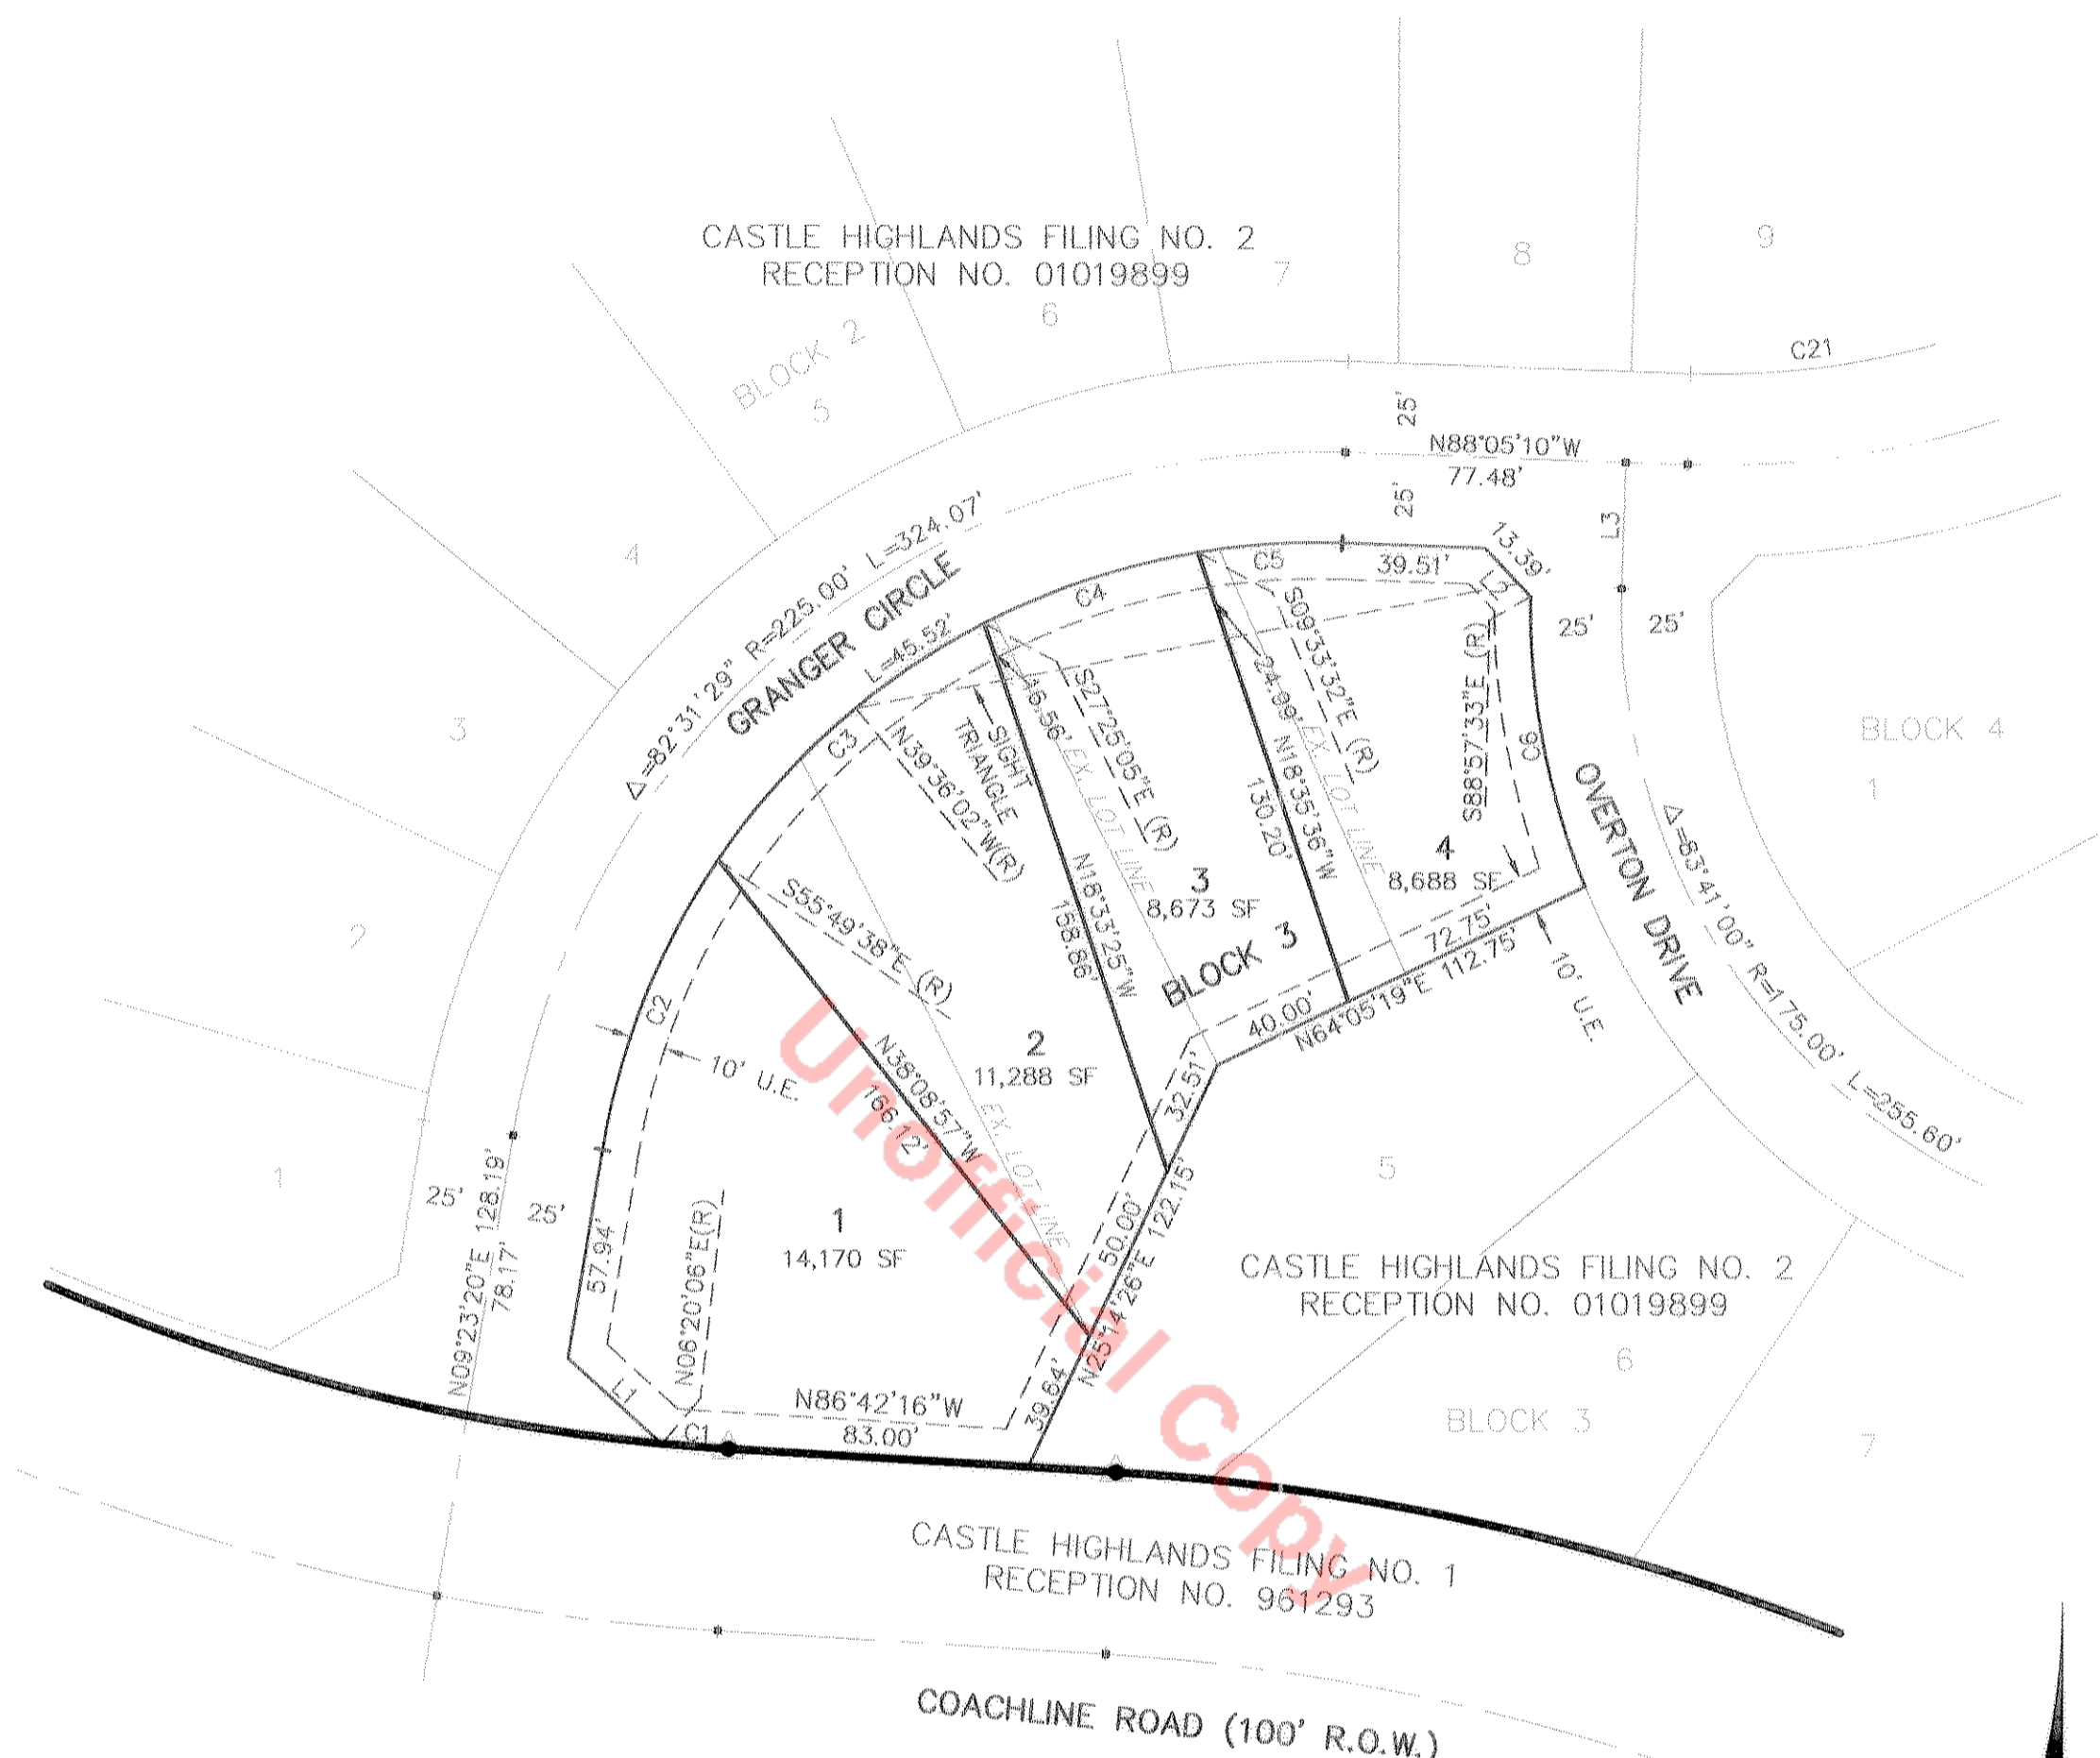 CASTLE HIGHLANDS FILING NO. 2
RECEPTION NO. 01019899
BLOCK 2
5
6
7
8
9
C21
4
3
2
1
25'
N88°05'10"W
77.48'
25'
L3
13.39'
L2
39.51'
C5
C4
25'
25'
Δ=82°31'29" R=225.00' L=324.07'
GRANGER CIRCLE
L=45.52'
C3
N39°36'02"W(R)
SIGHT
TRIANGLE
16.56'
EX. LOT LINE
S27°25'05"E (R)
24.99'
EX. LOT LINE
S09°33'32"E (R)
N18°35'36"W
130.20'
S88°57'33"E (R)
C6
OVERTON DRIVE
Δ=83°41'00" R=175.00' L=255.60'
BLOCK 4
1
4
8,688 SF
3
8,673 SF
BLOCK 3
N18°33'25"W
158.86'
72.75'
N64°05'19"E 112.75'
40.00'
10' U.E.
S55°49'38"E (R)
C2
10' U.E.
2
11,288 SF
EX. LOT LINE
N38°08'57"W
166.12'
32.51'
50.00'
N25°14'26"E 122.15'
39.64'
1
14,170 SF
57.94'
N06°20'06"E(R)
L1
C1
N86°42'16"W
83.00'
25'
25'
N09°23'20"E 128.19'
78.17'
5
CASTLE HIGHLANDS FILING NO. 2
RECEPTION NO. 01019899
6
BLOCK 3
7
CASTLE HIGHLANDS FILING NO. 1
RECEPTION NO. 961293
COACHLINE ROAD (100' R.O.W.)
Unofficial Copy